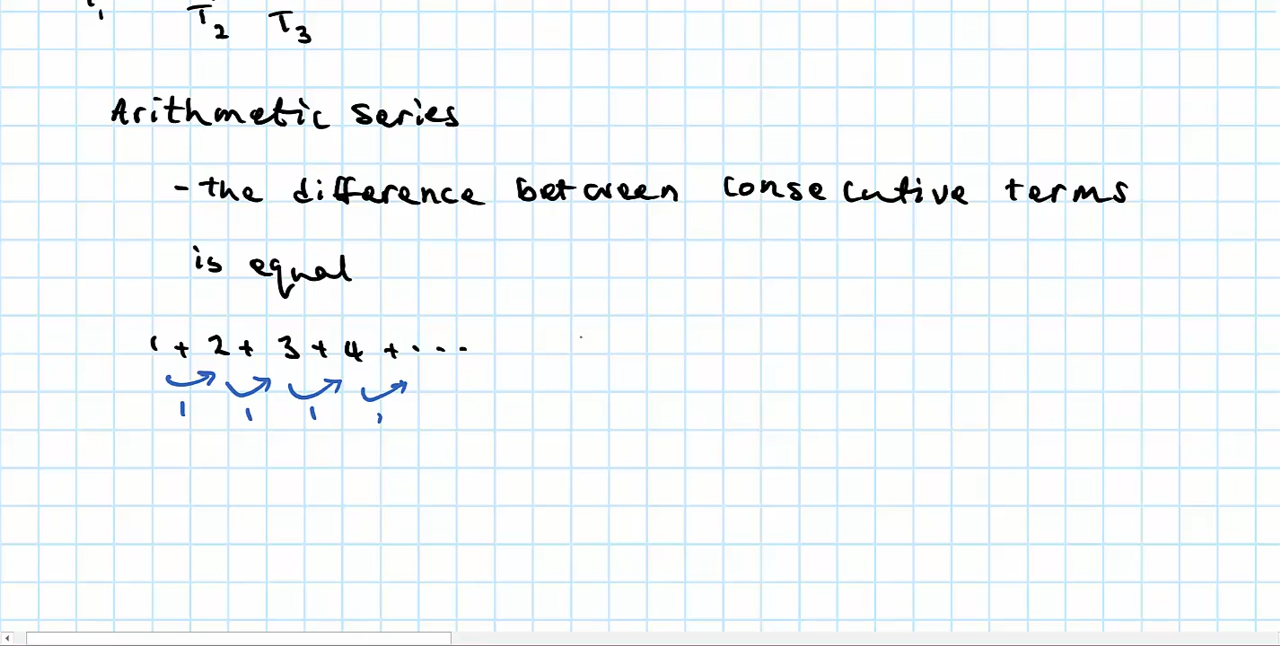 T1 T2 T3
Arithmetic series
- the difference between consecutive terms
is equal
1 + 2 + 3 + 4 + ...
1 1 1 1